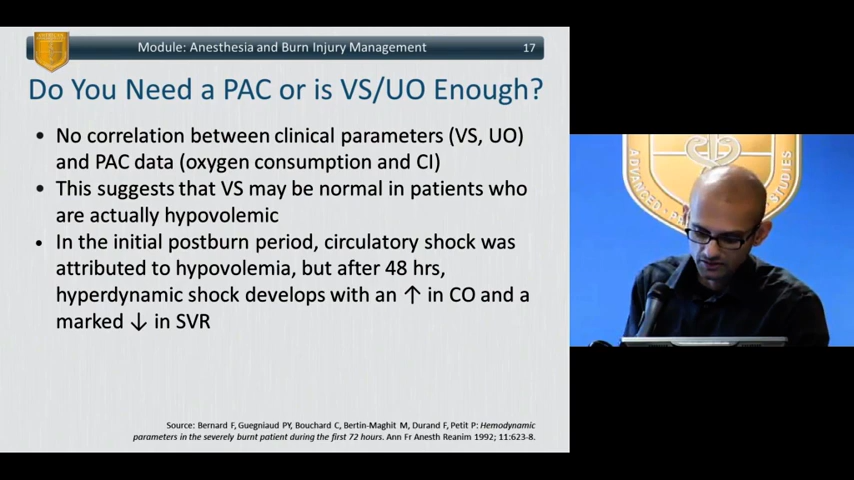 Module: Anesthesia and Burn Injury Management 17
Do You Need a PAC or is VS/UO Enough?
• No correlation between clinical parameters (VS, UO)
and PAC data (oxygen consumption and CI)
• This suggests that VS may be normal in patients who
are actually hypovolemic
• In the initial postburn period, circulatory shock was
attributed to hypovolemia, but after 48 hrs,
hyperdynamic shock develops with an ↑ in CO and a
marked ↓ in SVR
Source: Bernard F, Guegniaud PY, Bouchard C, Bertin-Maghit M, Durand F, Petit P: Hemodynamic
parameters in the severely burnt patient during the first 72 hours. Ann Fr Anesth Reanim 1992; 11:623-8.
ADVANCED
STUDIES